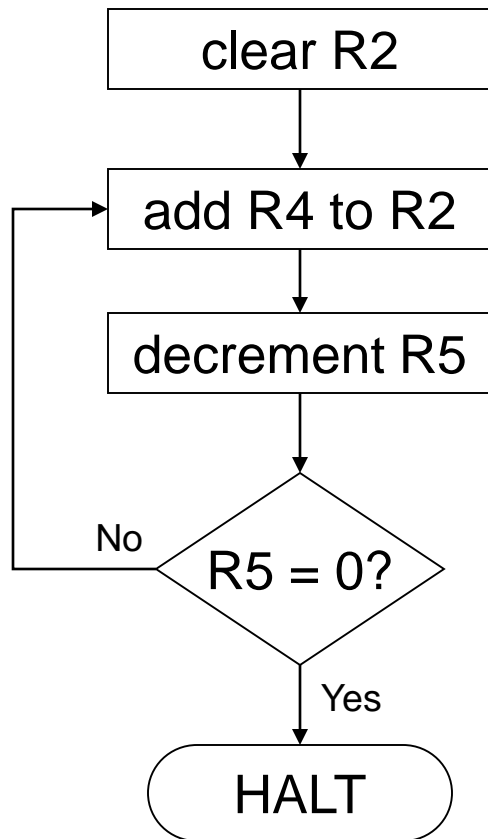 clear R2
add R4 to R2
decrement R5
No
R5 = 0?
Yes
HALT